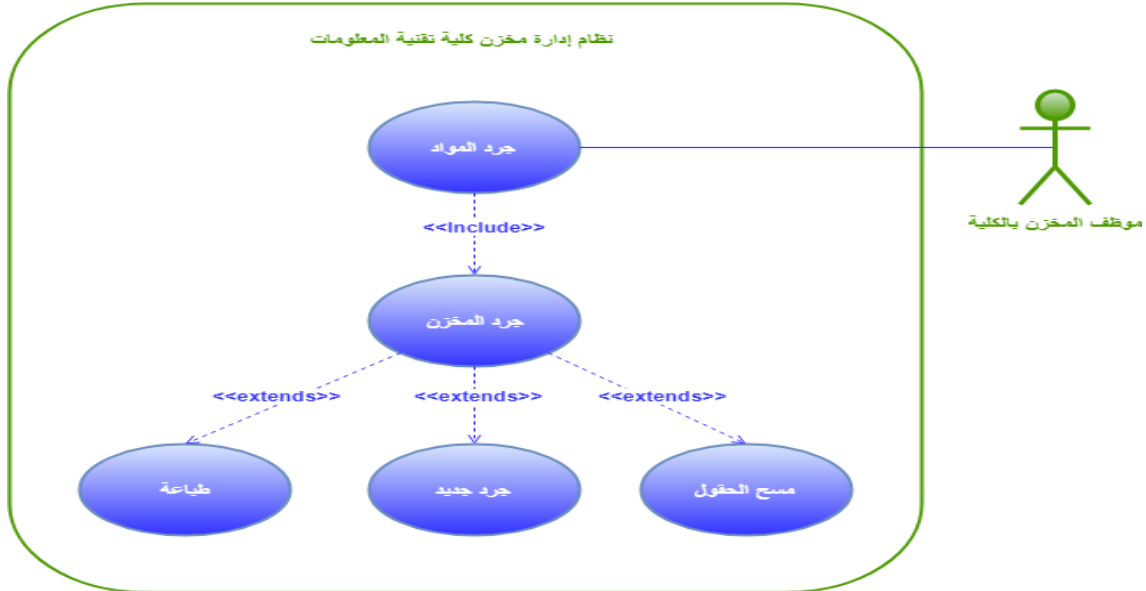 نظام إدارة مخزن كلية تقنية المعلومات
جرد المواد
<<Include>>
موظف المخزن بالكلية
جرد المخزن
<<extends>>
<<extends>>
<<extends>>
طباعة
جرد جديد
مسح الحقول